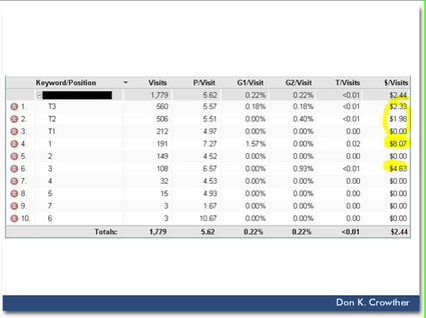 Keyword/Position Visits P/Visit G1/Visit G2/Visit T/Visits $/Visits
1,779 5.62 0.22% 0.22% <0.01 $2.44
1. T3 560 5.57 0.18% 0.18% <0.01 $2.33
2. T2 506 5.51 0.00% 0.40% <0.01 $1.98
3. T1 212 4.97 0.00% 0.00% 0.00 $0.00
4. 1 191 7.27 1.57% 0.00% 0.02 $8.07
5. 2 149 4.52 0.00% 0.00% 0.00 $0.00
6. 3 108 6.57 0.00% 0.93% <0.01 $4.63
7. 4 32 4.53 0.00% 0.00% 0.00 $0.00
8. 5 15 4.93 0.00% 0.00% 0.00 $0.00
9. 7 3 1.67 0.00% 0.00% 0.00 $0.00
10. 6 3 10.67 0.00% 0.00% 0.00 $0.00
Totals: 1,779 5.62 0.22% 0.22% <0.01 $2.44
Don K. Crowther